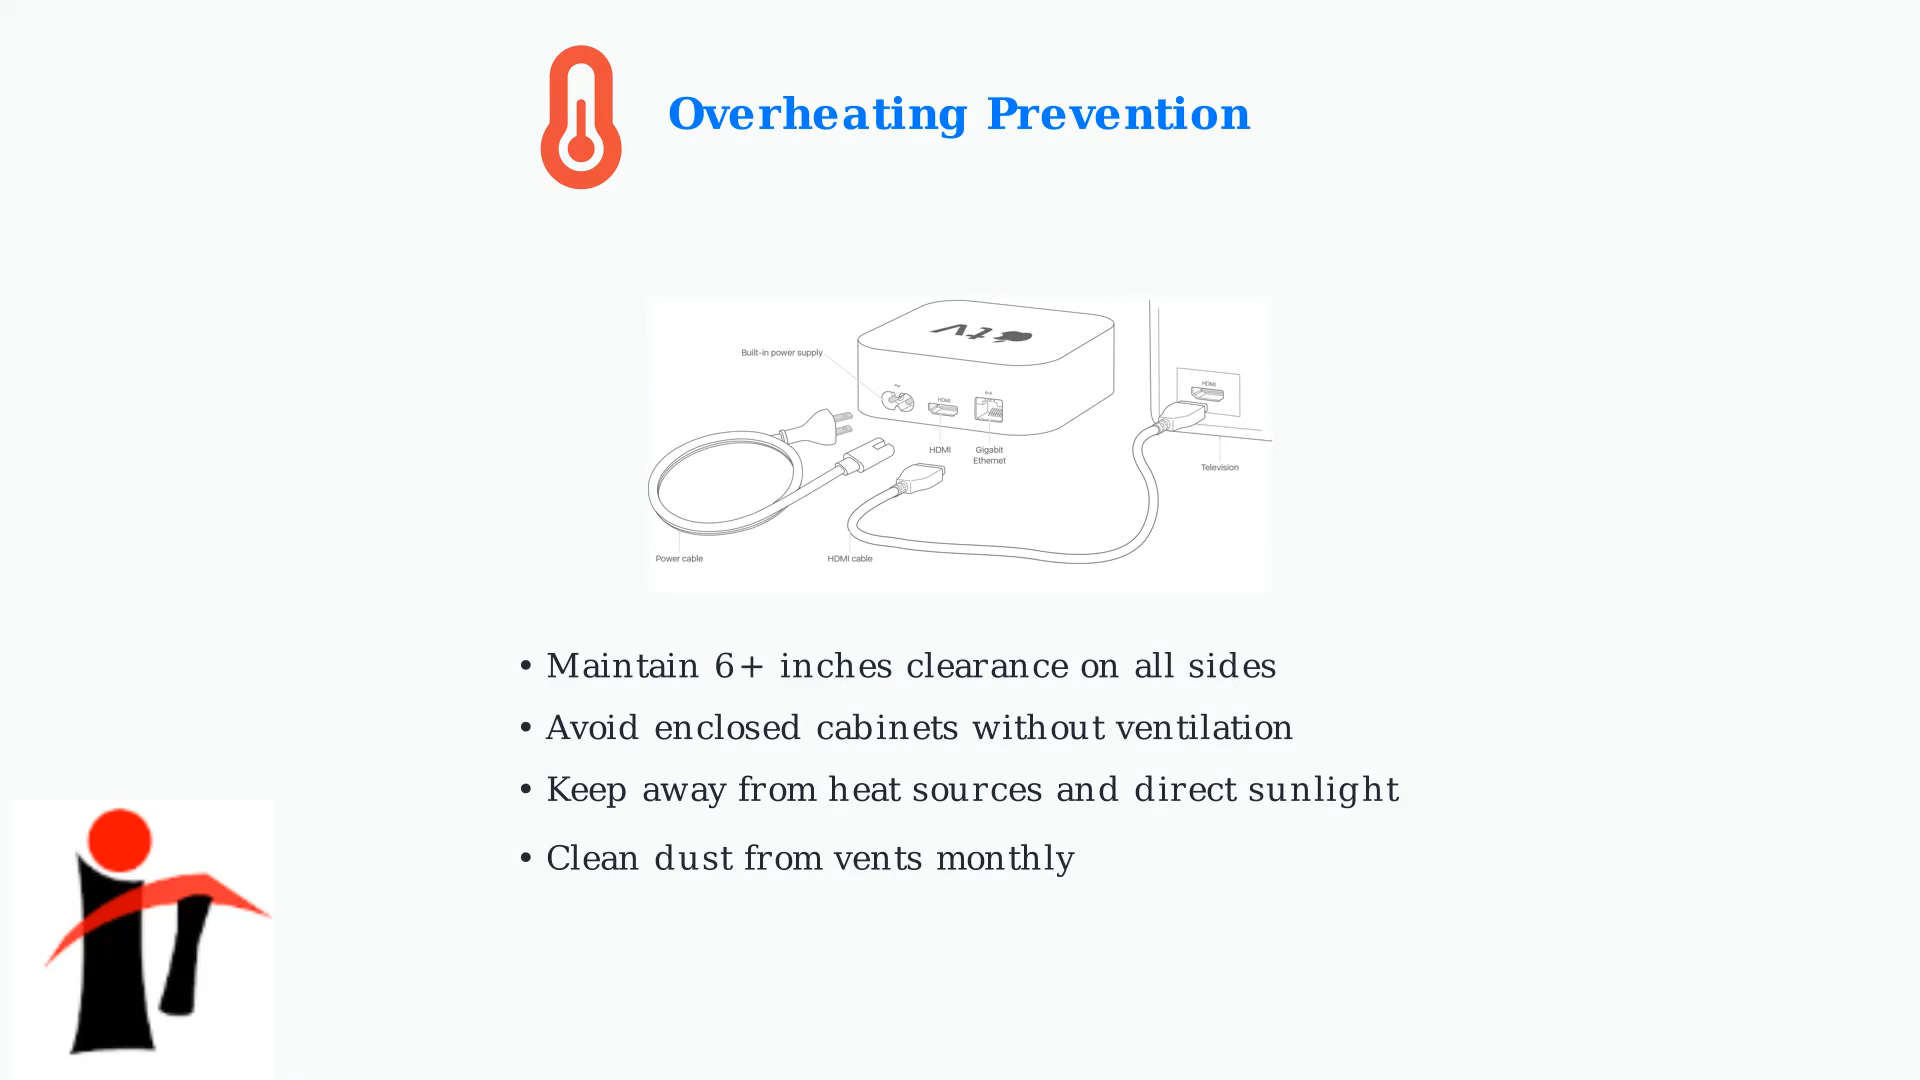 Overheating Prevention
tv
Built-in power supply
HDMI
HDMI
HDMI
Gigabit
Ethernet
Television
Power cable
HDMI cable
• Maintain 6+ inches clearance on all sides
• Avoid enclosed cabinets without ventilation
• Keep away from heat sources and direct sunlight
• Clean dust from vents monthly